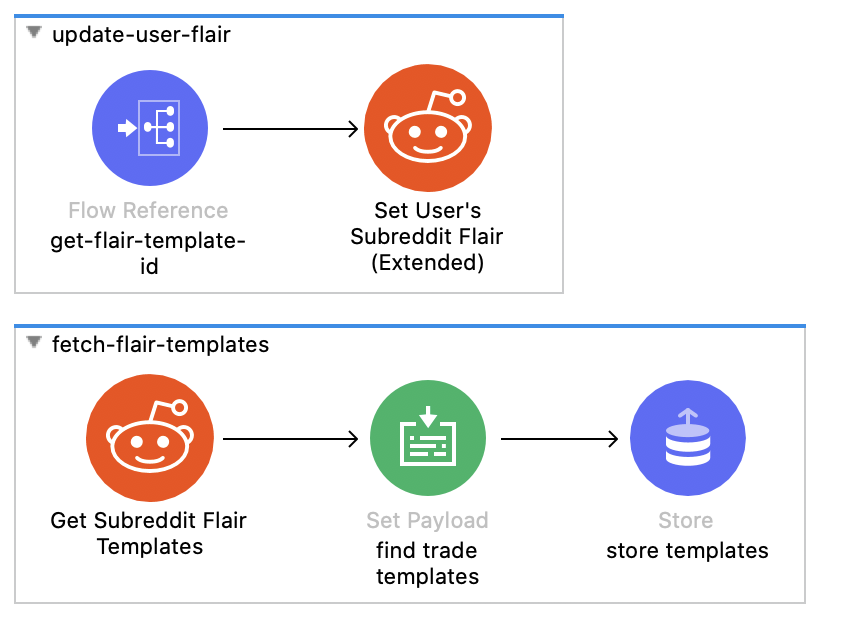 update-user-flair
Flow Reference
get-flair-template-
id
Set User's
Subreddit Flair
(Extended)
fetch-flair-templates
Get Subreddit Flair
Templates
Set Payload
find trade
templates
Store
store templates